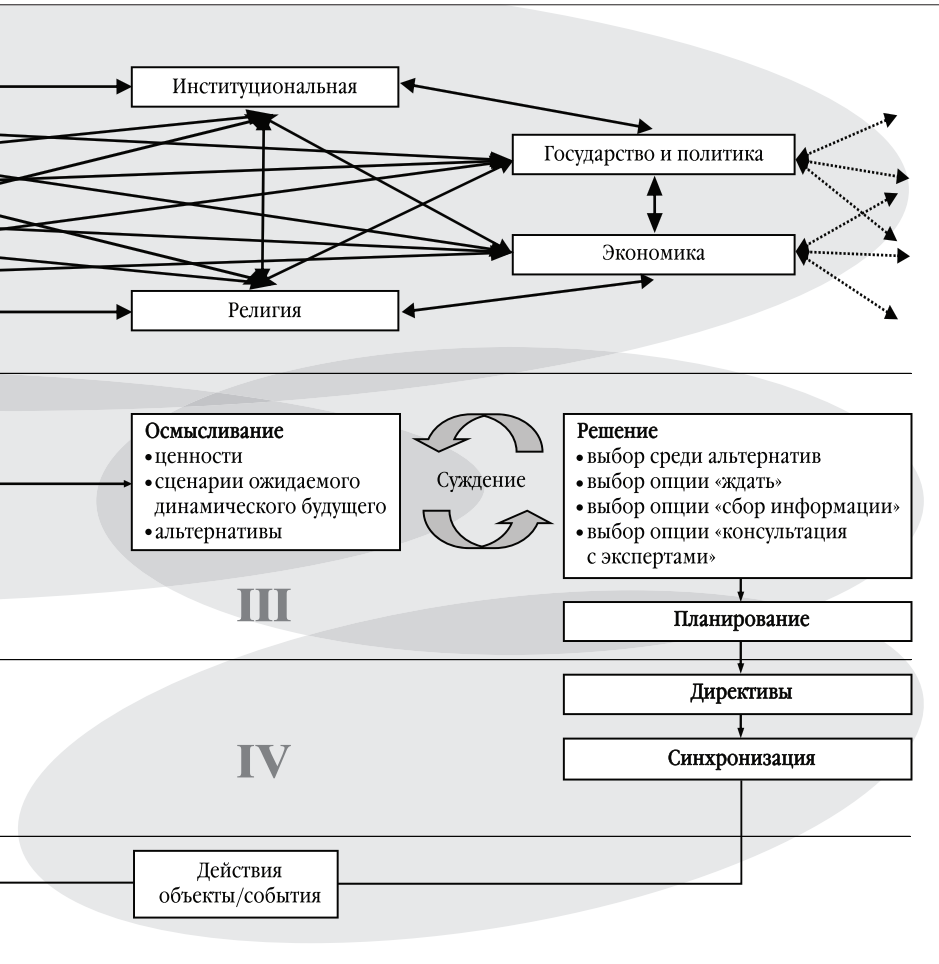 Институциональная
Государство и политика
Экономика
Религия
Осмысливание
•ценности
•сценарии ожидаемого
динамического будущего
•альтернативы
Суждение
Решение
•выбор среди альтернатив
•выбор опции «ждать»
•выбор опции «сбор информации»
•выбор опции «консультация
с экспертами»
III
Планирование
Директивы
IV
Синхронизация
Действия
объекты/события